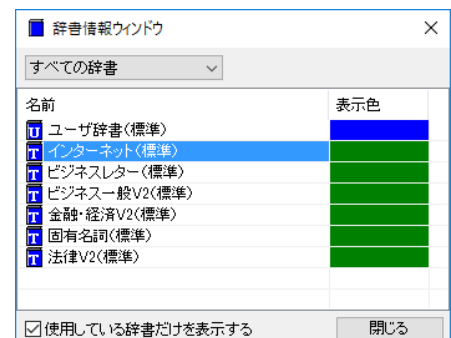 辞書情報ウィンドウ
すべての辞書
名前 表示色
U ユーザ辞書(標準)
T インターネット(標準)
T ビジネスレター(標準)
T ビジネス一般V2(標準)
T 金融・経済V2(標準)
T 固有名詞(標準)
T 法律V2(標準)
使用している辞書だけを表示する 閉じる